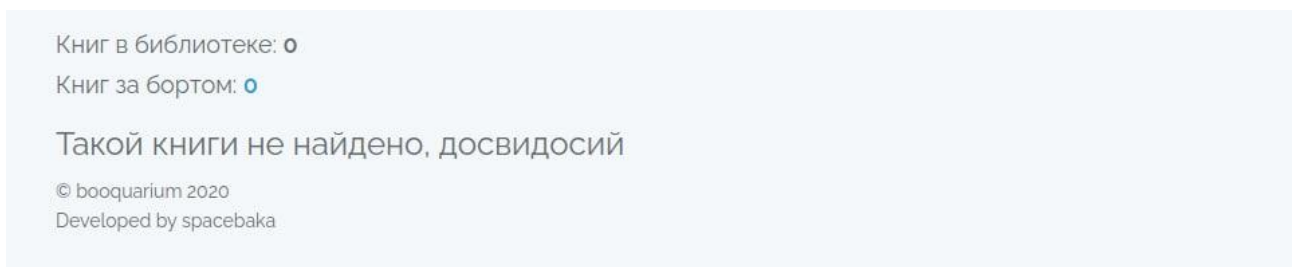 Книг в библиотеке: 0
Книг за бортом: 0
Такой книги не найдено, досвидосий
© booquarium 2020
Developed by spacebaka